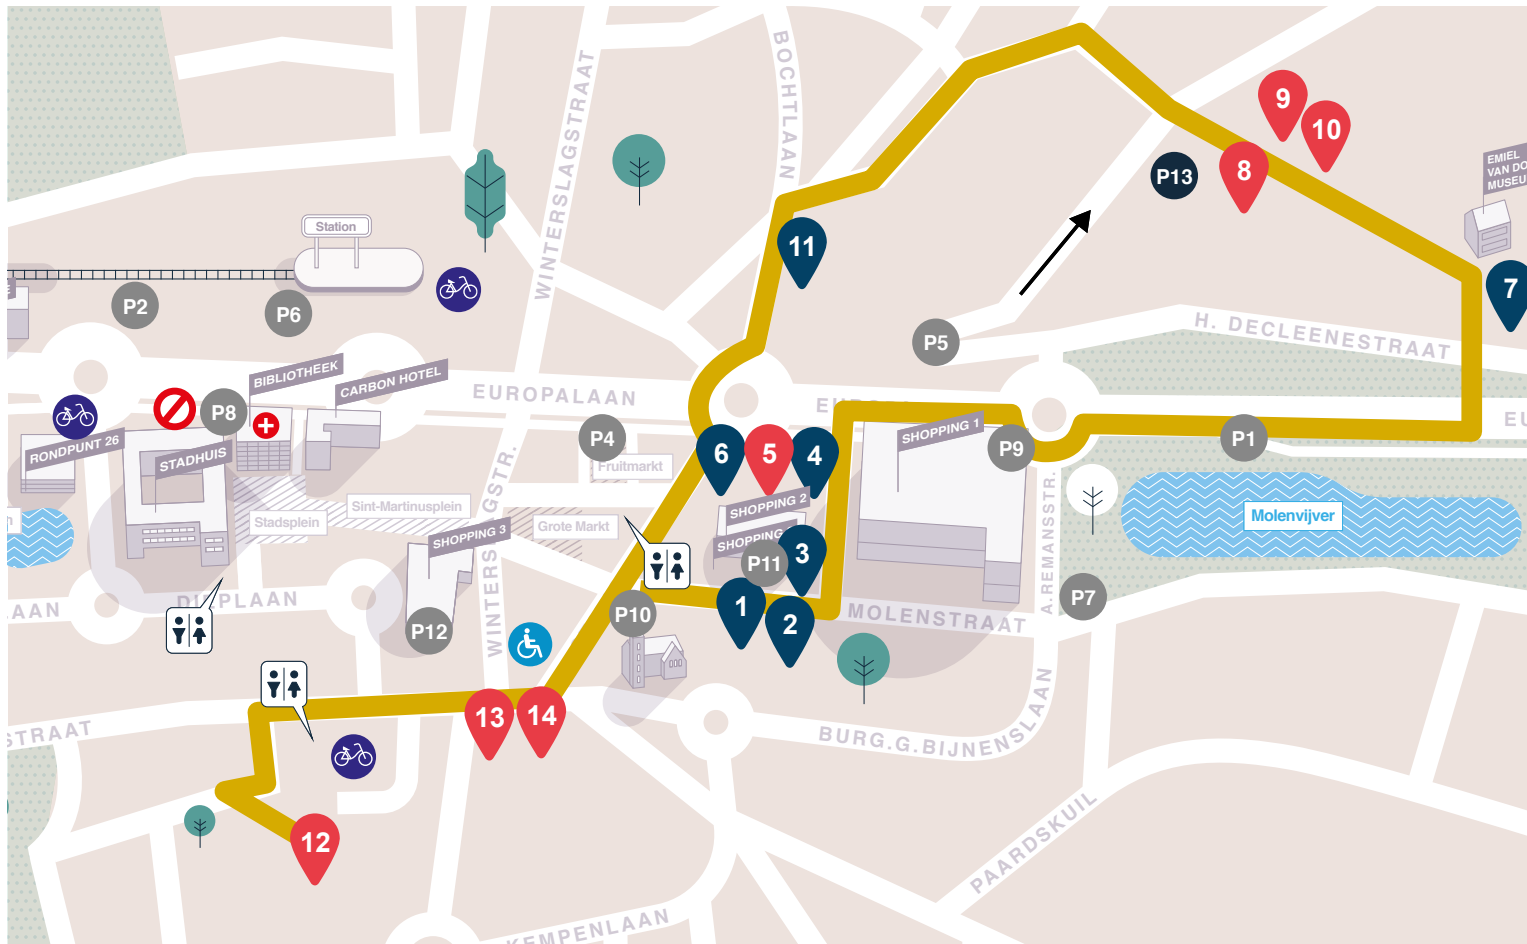 BOCHTLAAN
WINTERSLAGSTRAAT
9
10
8
P13
EMIEL
VAN DO
MUSEU
Station
11
P2
P6
7
P5
H. DECLEENESTRAAT
BIBLIOTHEEK
CARBON HOTEL
EUROPALAAN
P8
P4
P9
P1
SHOPPING 1
RONDPUNT 26
STADHUIS
6
5
4
Fruitmarkt
Sint-Martinusplein
Stadsplein
Grote Markt
SHOPPING 2
SHOPPING 3
SHOPPING
P11
3
Molenvijver
A.REMANSSTR.
P7
LAAN
DIEPLAAN
P12
P10
1
2
MOLENSTRAAT
13
14
STRAAT
BURG.G.BIJNENSLAAN
12
PAARDSKUIL
KEMPENLAAN